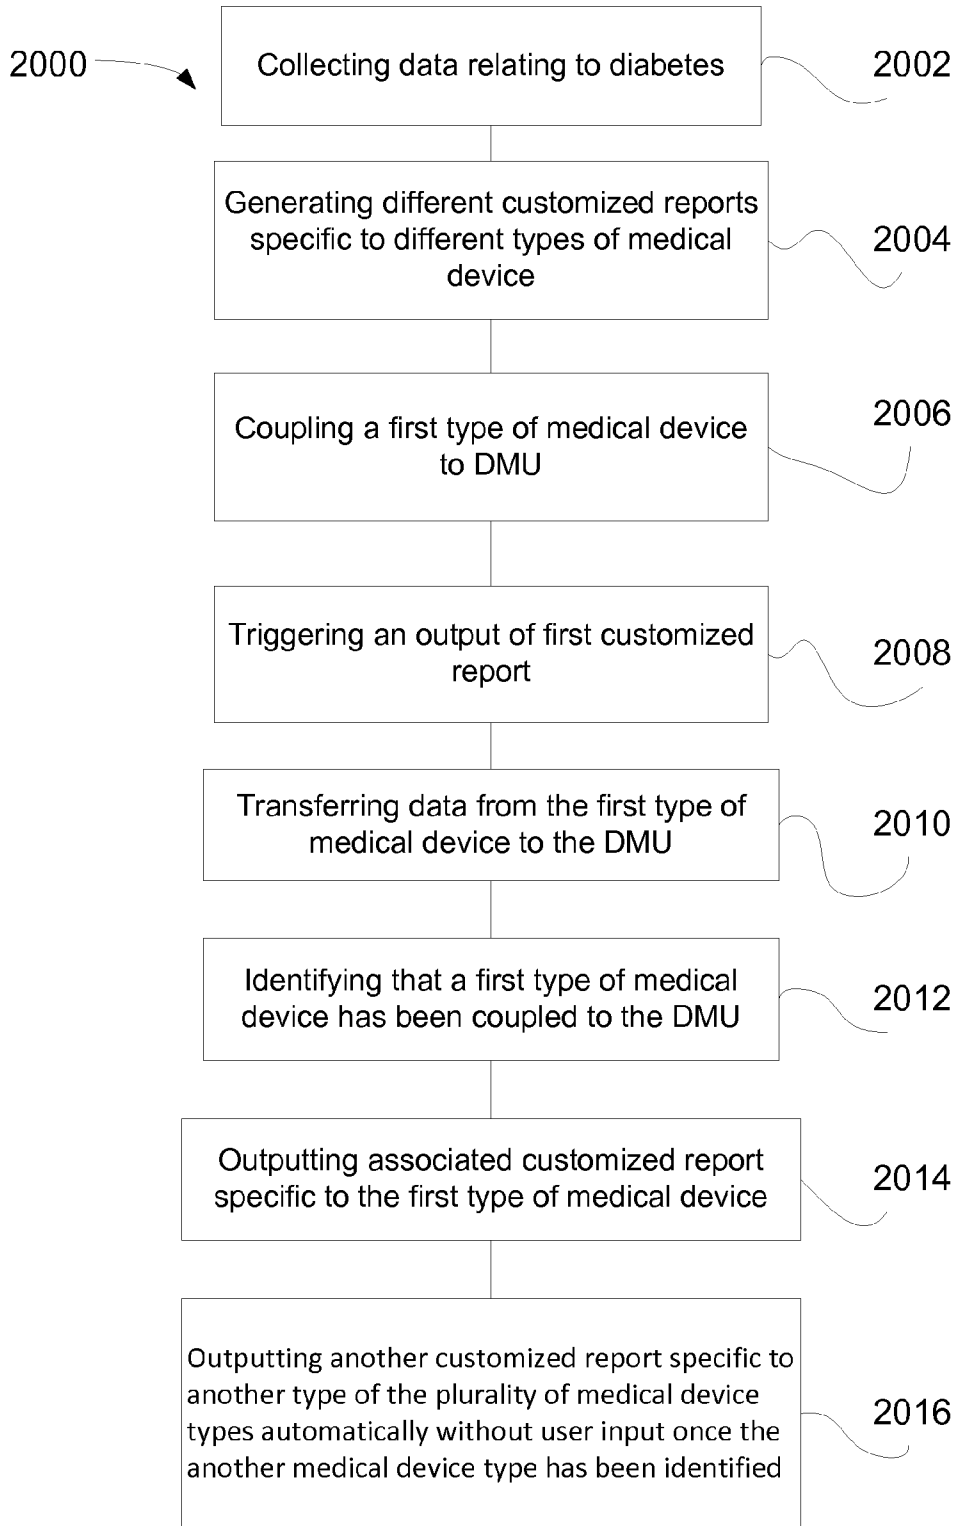 2000
Collecting data relating to diabetes
2002
Generating different customized reports
specific to different types of medical
device
2004
Coupling a first type of medical device
to DMU
2006
Triggering an output of first customized
report
2008
Transferring data from the first type of
medical device to the DMU
2010
Identifying that a first type of medical
device has been coupled to the DMU
2012
Outputting associated customized report
specific to the first type of medical device
2014
Outputting another customized report specific to
another type of the plurality of medical device
types automatically without user input once the
another medical device type has been identified
2016